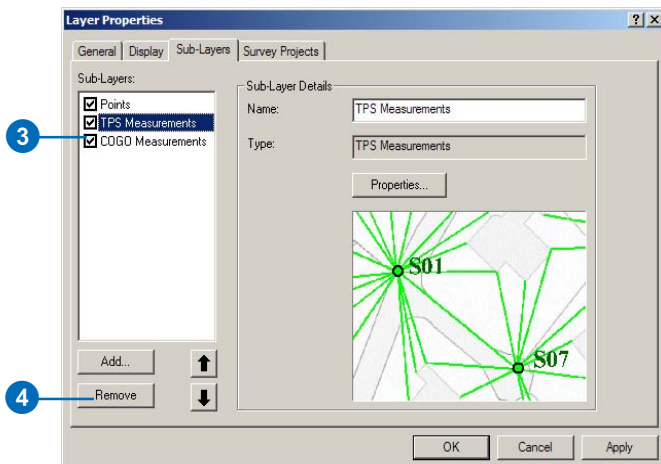 Layer Properties
General
Display
Sub-Layers
Survey Projects
Sub-Layers:
Points
TPS Measurements
COGO Measurements
3
Add...
Remove
4
Sub-Layer Details
Name:
TPS Measurements
Type:
TPS Measurements
Properties...
S01
S07
OK
Cancel
Apply